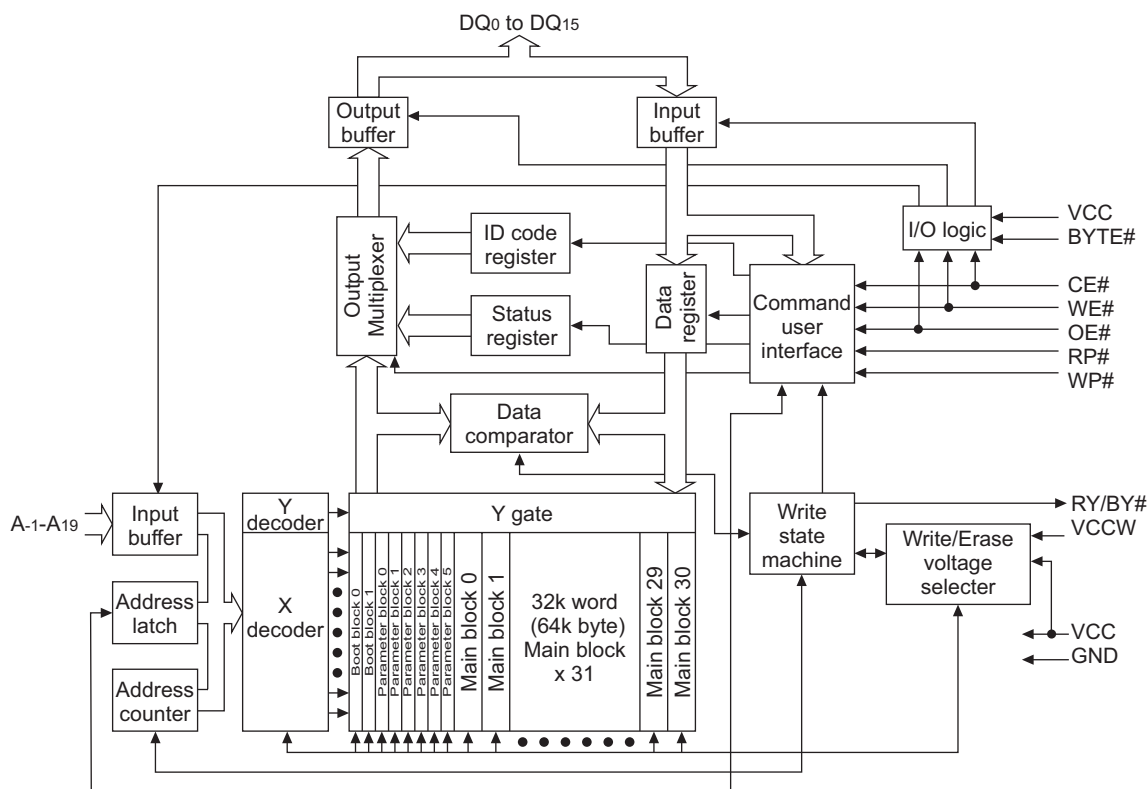 DQ0 to DQ15
Output
buffer
Input
buffer
I/O logic
VCC
BYTE#
Output
Multiplexer
ID code
register
Status
register
Data
register
Command
user
interface
CE#
WE#
OE#
RP#
WP#
Data
comparator
A-1-A19
Input
buffer
Address
latch
Address
counter
Y
decoder
X
decoder
Y gate
Boot block 0
Boot block 1
Parameter block 0
Parameter block 1
Parameter block 2
Parameter block 3
Parameter block 4
Parameter block 5
Main block 0
Main block 1
32k word
(64k byte)
Main block
x 31
Main block 29
Main block 30
Write
state
machine
Write/Erase
voltage
selecter
RY/BY#
VCCW
VCC
GND